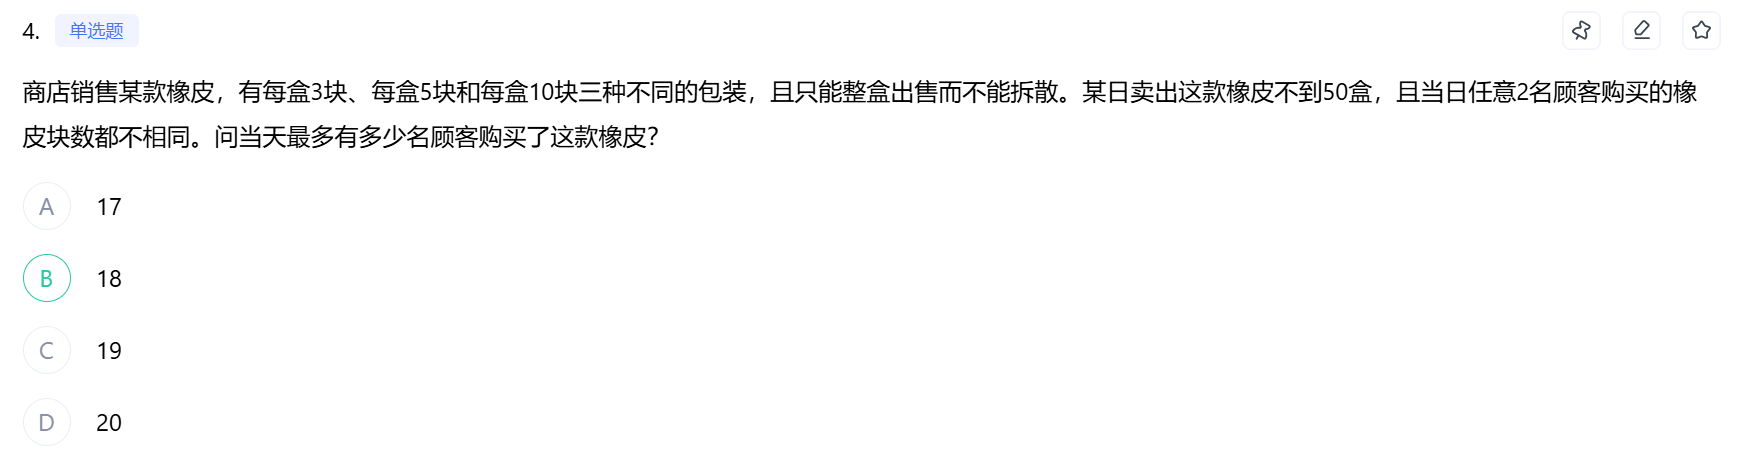 4. 单选题
商店销售某款橡皮，有每盒3块、每盒5块和每盒10块三种不同的包装，且只能整盒出售而不能拆散。某日卖出这款橡皮不到50盒，且当日任意2名顾客购买的橡
皮块数都不相同。问当天最多有多少名顾客购买了这款橡皮？
A 17
B 18
C 19
D 20